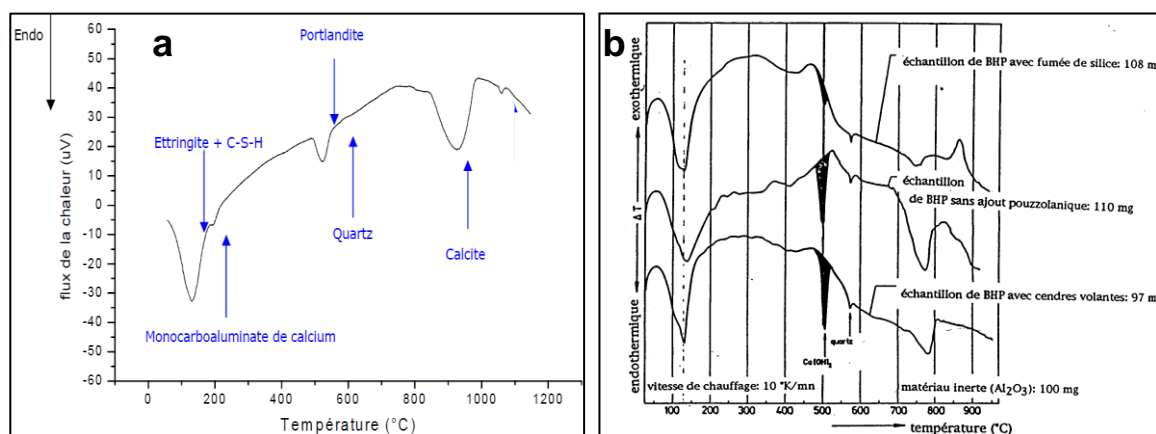 a
Endo
60
50
40
30
20
10
0
-10
-20
-30
-40
-50
-60
flux de la chaleur (uV)
Portlandite
Ettringite + C-S-H
Quartz
Calcite
Monocarboaluminate de calcium
0
200
400
600
800
1000
1200
Température (°C)
b
exothermique
ΔT
endothermique
échantillon de BHP avec fumée de silice: 108 m
échantillon
de BHP sans ajout pouzzolanique: 110 mg
échantillon de BHP avec cendres volantes: 97 m
quartz
Ca(OH)₂
vitesse de chauffage: 10 °K/mn
matériau inerte (Al₂O₃): 100 mg
100
200
300
400
500
600
700
800
900
température (°C)